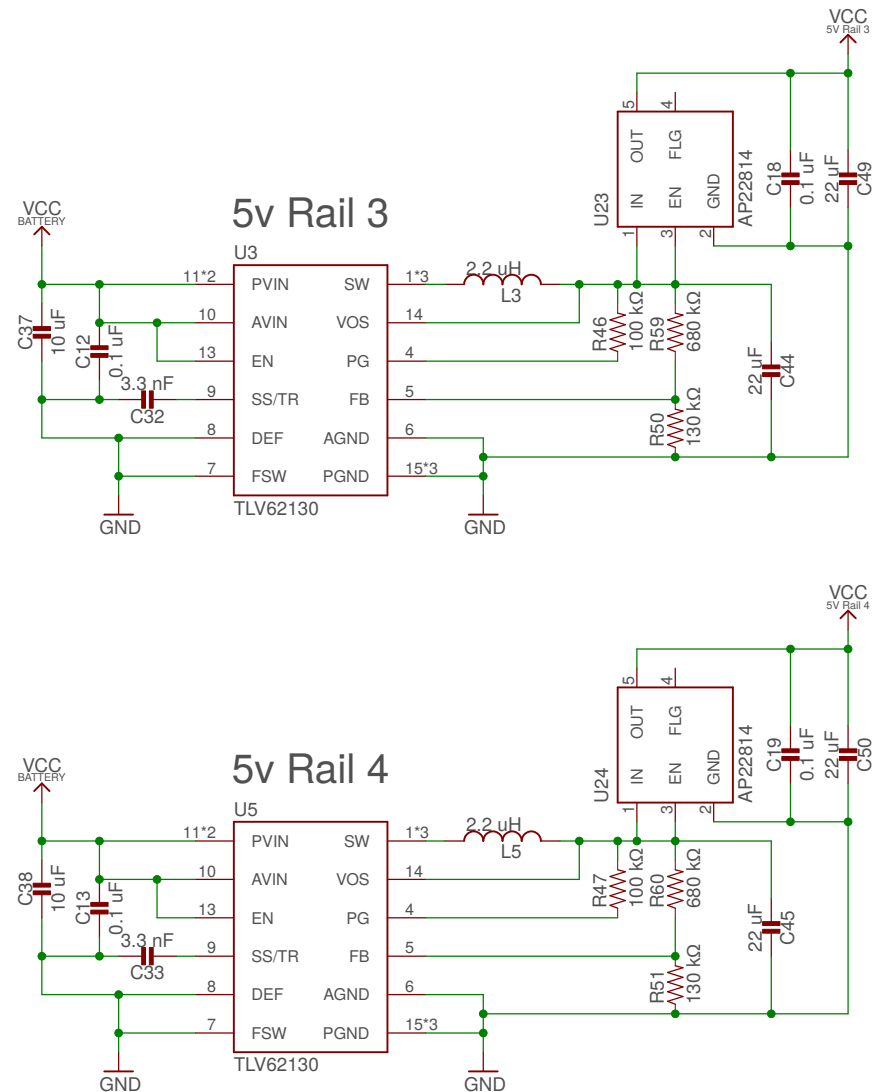 VCC
5V Rail 3
5 4
OUT FLG
IN EN GND
U23
AP22814
1 3 2
C18
0.1 uF
22 uF
C49
VCC
BATTERY
5v Rail 3
U3
11*2 PVIN SW 1*3
10 AVIN VOS 14
13 EN PG 4
9 SS/TR FB 5
8 DEF AGND 6
7 FSW PGND 15*3
TLV62130
2.2 uH
L3
C37
10 uF
C12
0.1 uF
3.3 nF
C32
R46
100 kΩ
R59
680 kΩ
R50
130 kΩ
22 uF
C44
GND
GND
VCC
5V Rail 4
5 4
OUT FLG
IN EN GND
U24
AP22814
1 3 2
C19
0.1 uF
22 uF
C50
VCC
BATTERY
5v Rail 4
U5
11*2 PVIN SW 1*3
10 AVIN VOS 14
13 EN PG 4
9 SS/TR FB 5
8 DEF AGND 6
7 FSW PGND 15*3
TLV62130
2.2 uH
L5
C38
10 uF
C13
0.1 uF
3.3 nF
C33
R47
100 kΩ
R60
680 kΩ
R51
130 kΩ
22 uF
C45
GND
GND